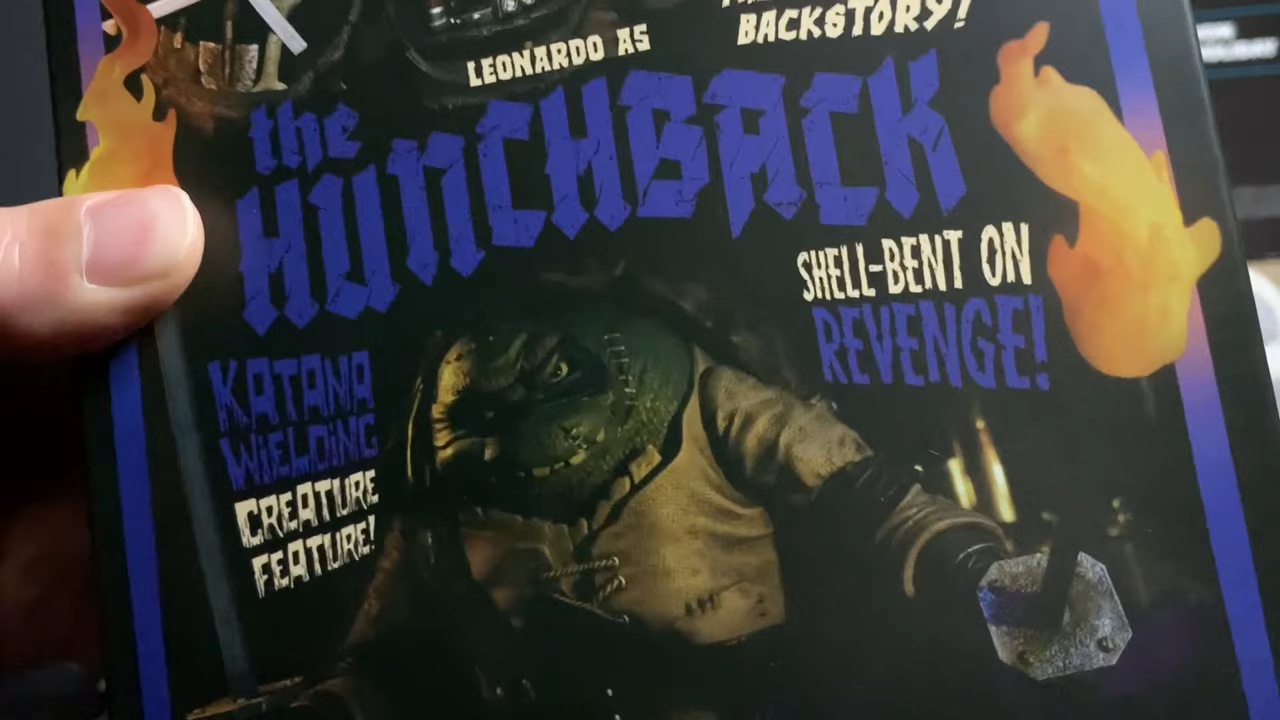 BACKSTORY!
LEONARDO AS
the
HUNCHBACK
SHELL-BENT ON
REVENGE!
KATANA
WIELDING
CREATURE
FEATURE!